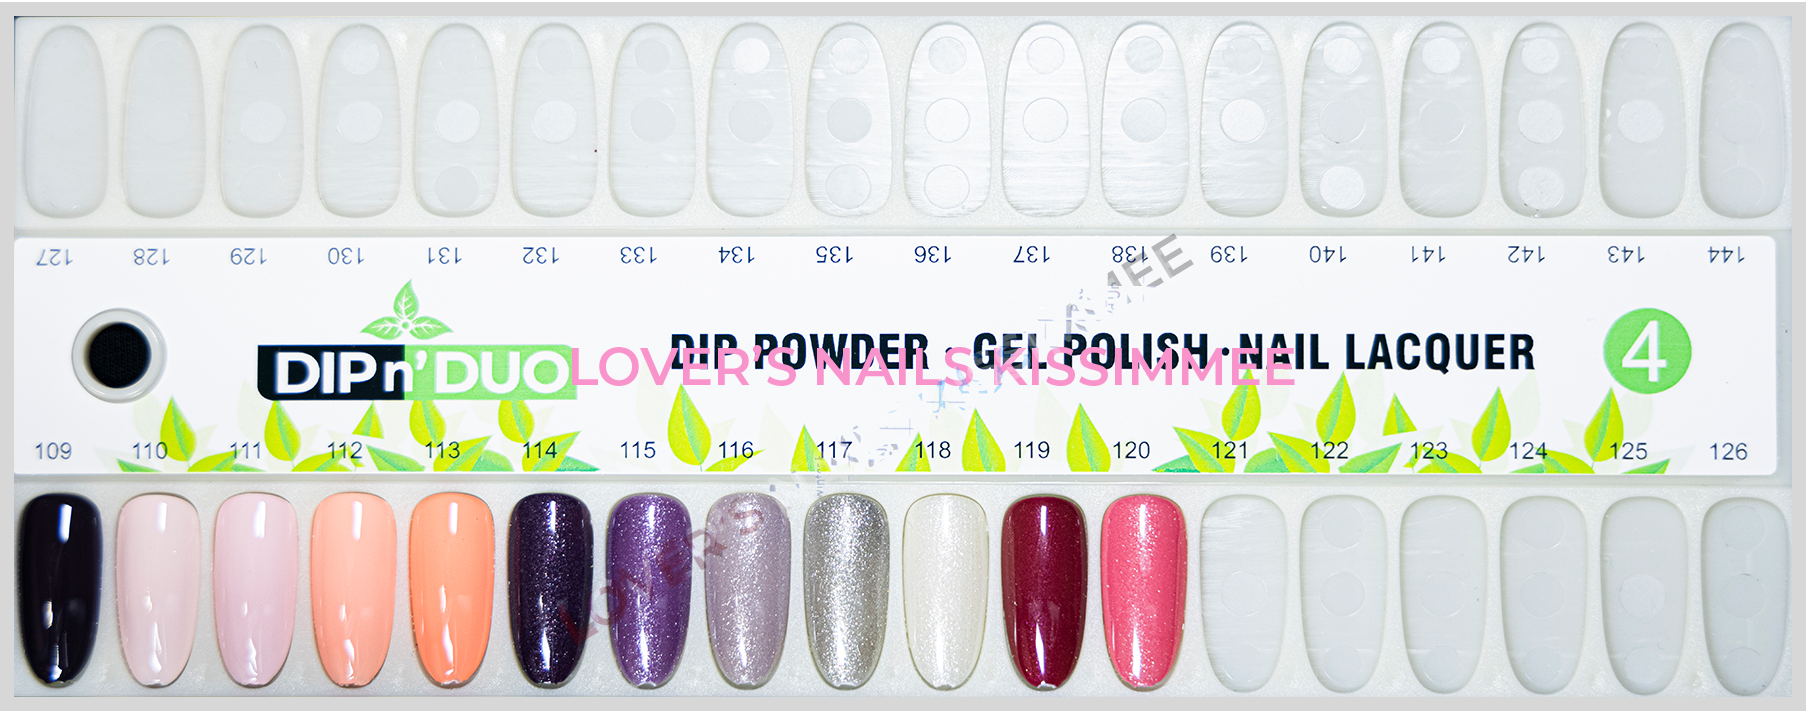 127 128 129 130 131 132 133 134 135 136 137 138 139 140 141 142 143 144
DIP n' DUO
DIP POWDER · GEL POLISH · NAIL LACQUER
4
LOVER'S NAILS KISSIMMEE
109 110 111 112 113 114 115 116 117 118 119 120 121 122 123 124 125 126
LOVER'S